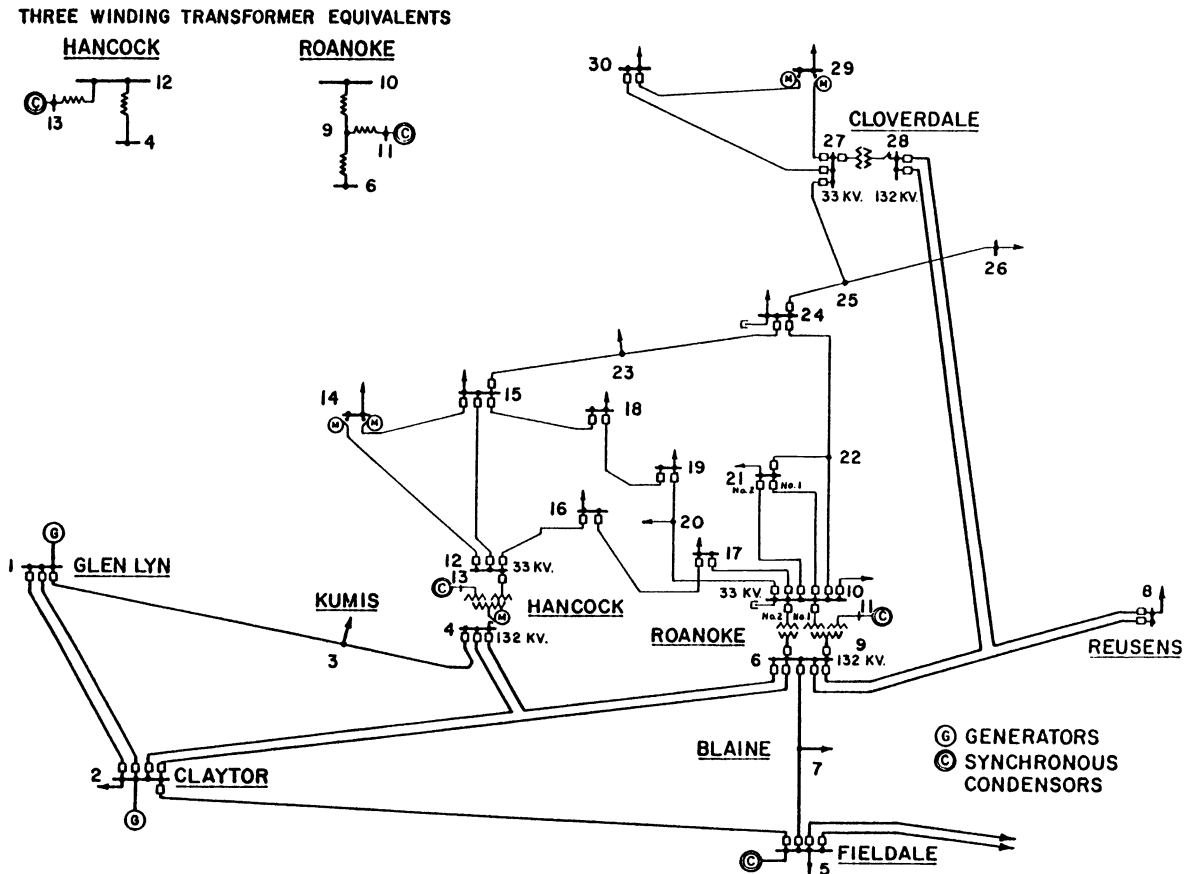 THREE WINDING TRANSFORMER EQUIVALENTS
HANCOCK
ROANOKE
12
C
13
4
10
9
C
11
6
30
29
M
M
CLOVERDALE
27
28
33 KV.
132 KV.
26
25
24
23
14
15
M
M
18
19
22
21
No.2
No.1
16
20
17
G
1
GLEN LYN
12
33 KV.
C
13
HANCOCK
M
4
132 KV.
KUMIS
3
33 KV.
10
No.2
No.1
11
C
ROANOKE
9
6
132 KV.
8
REUSENS
BLAINE
7
2
CLAYTOR
G
G GENERATORS
C SYNCHRONOUS
CONDENSORS
C
5
FIELDALE